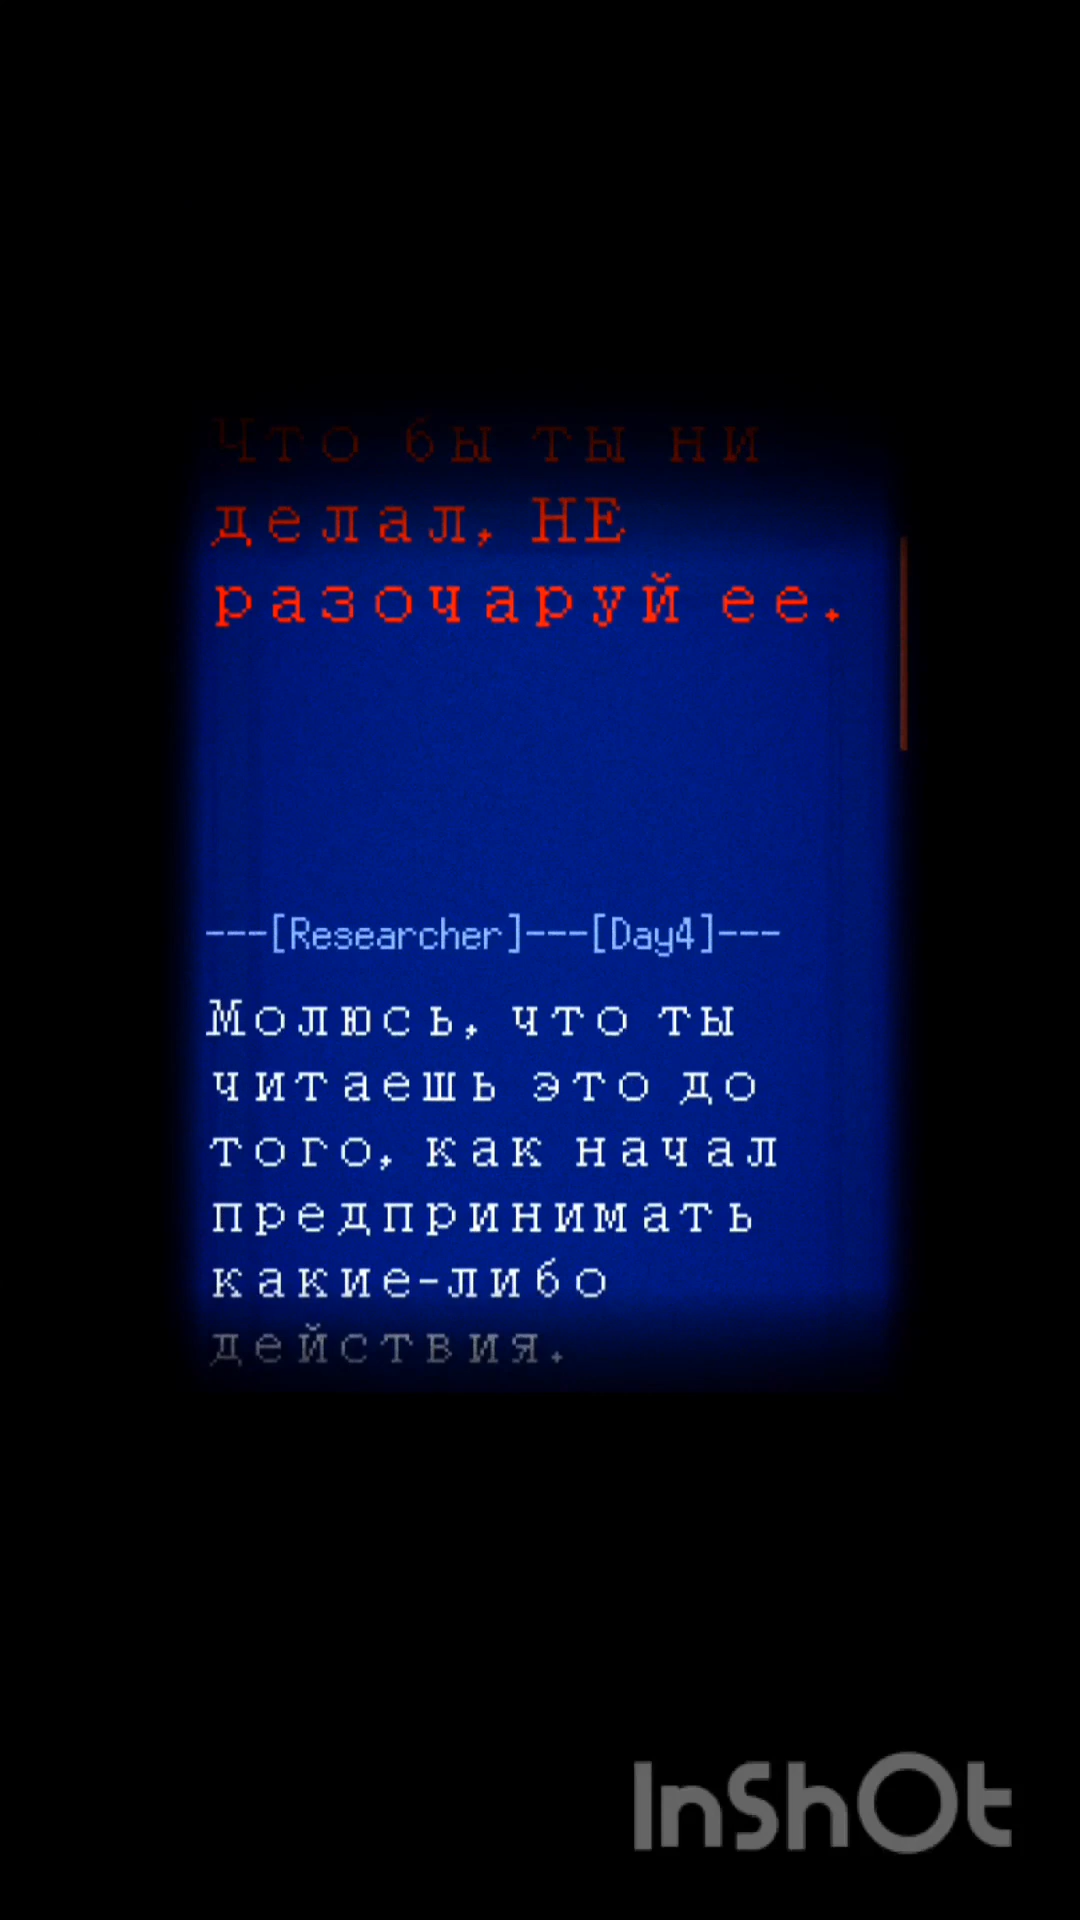 Что бы ты ни
делал, НЕ
разочаруй ее.
---[Researcher]---[Day4]---
Молюсь, что ты
читаешь это до
того, как начал
предпринимать
какие-либо
действия.
InShOt